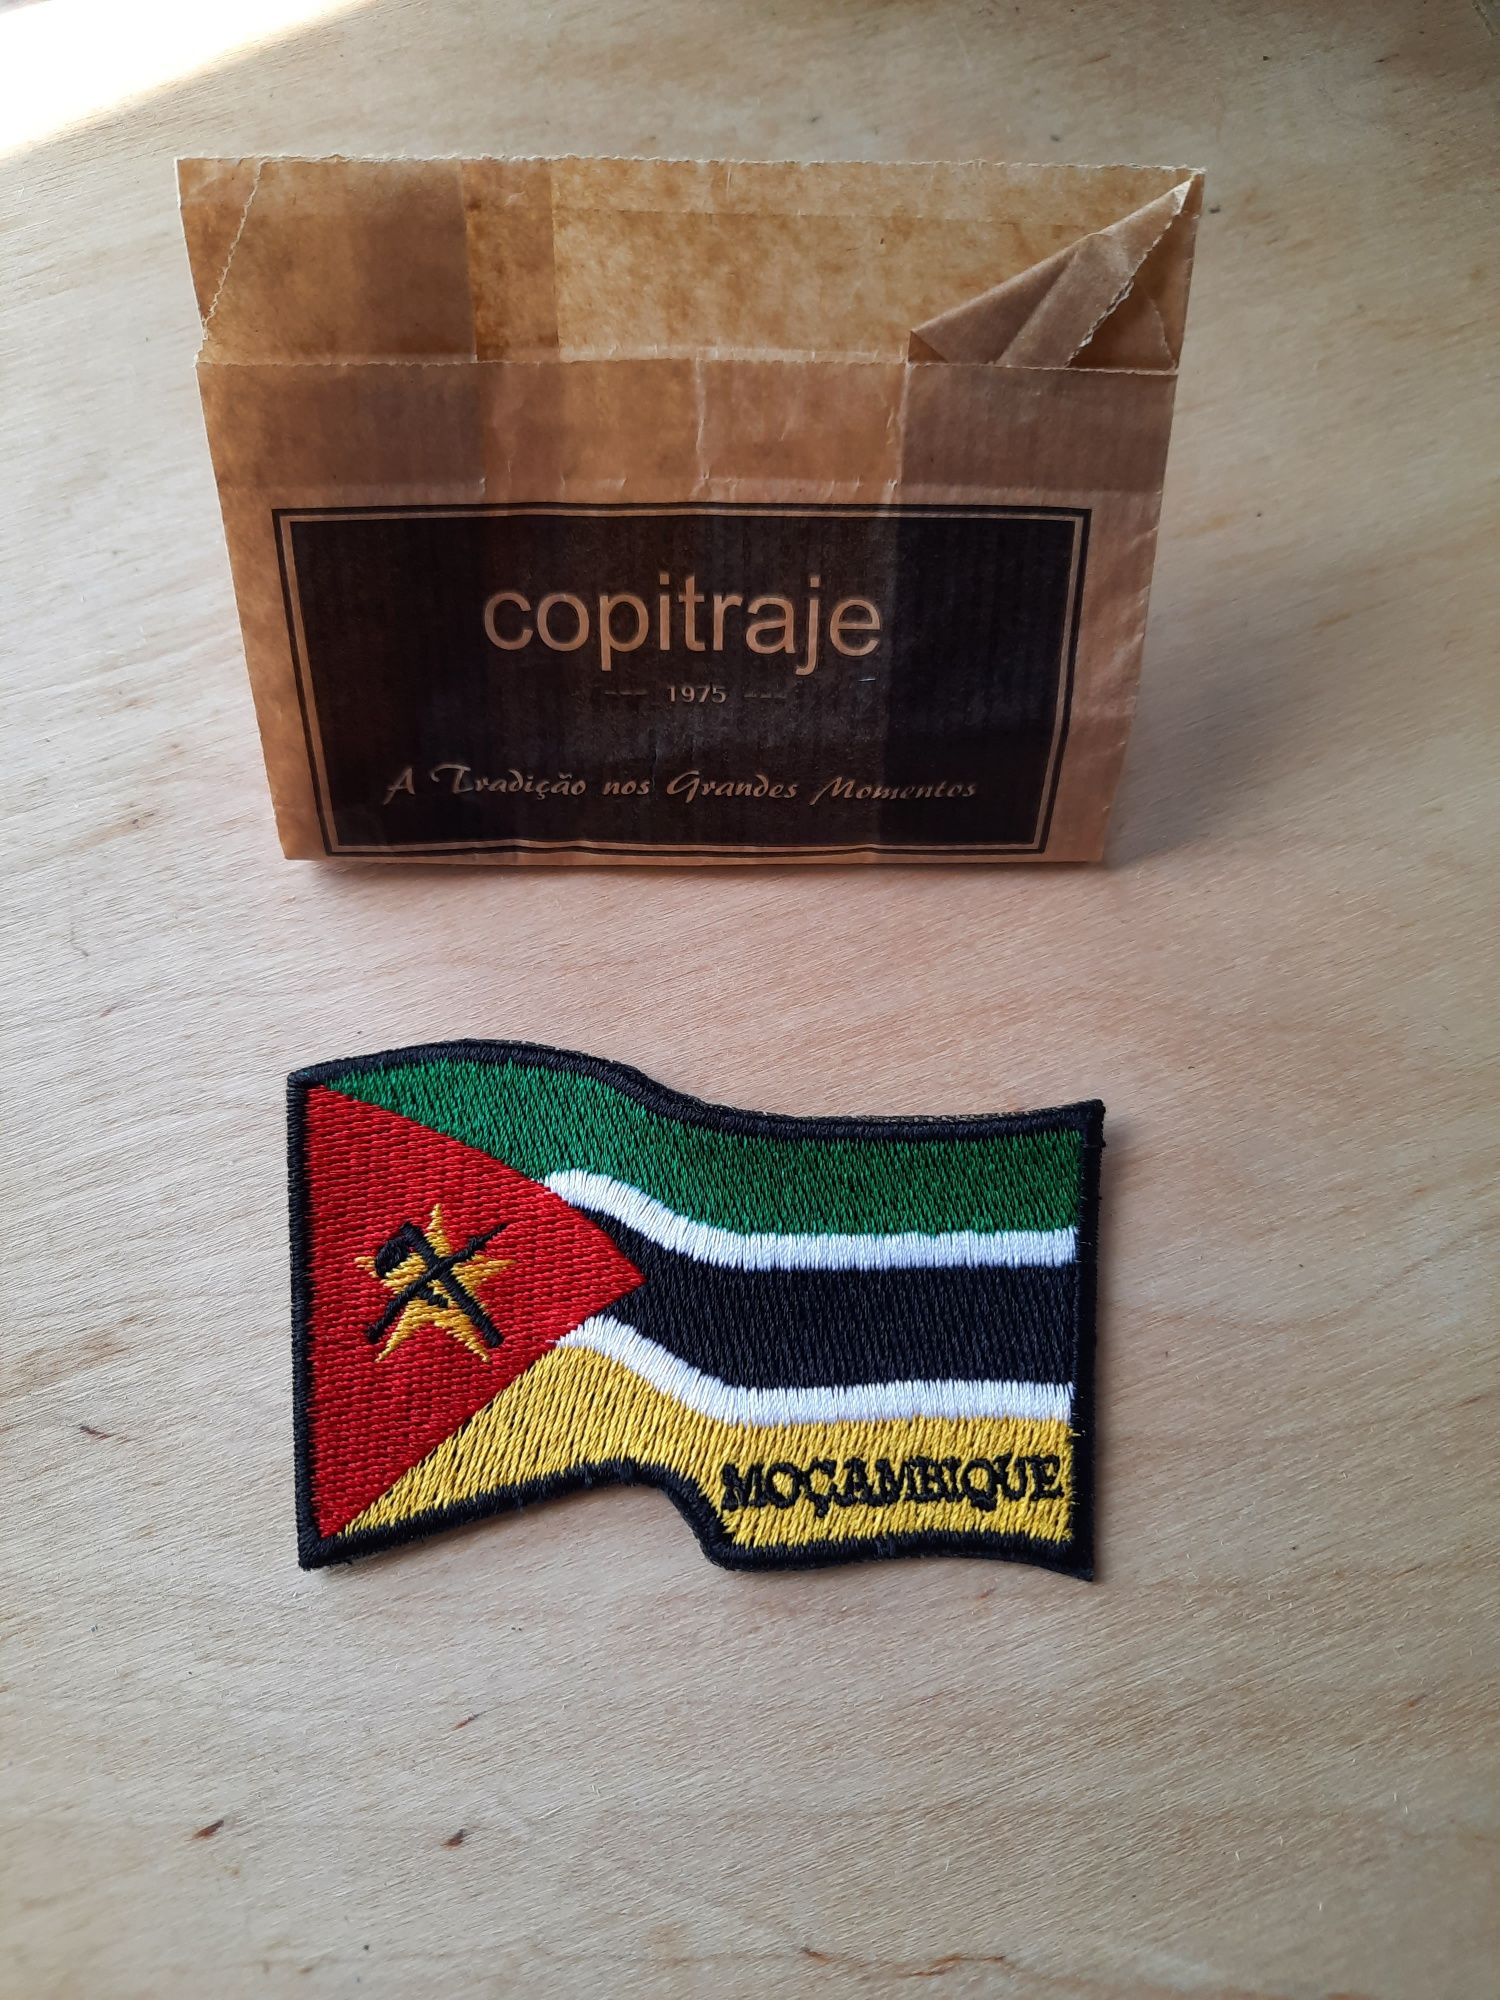 copitraje
1975
A Tradição nos Grandes Momentos
MOÇAMBIQUE